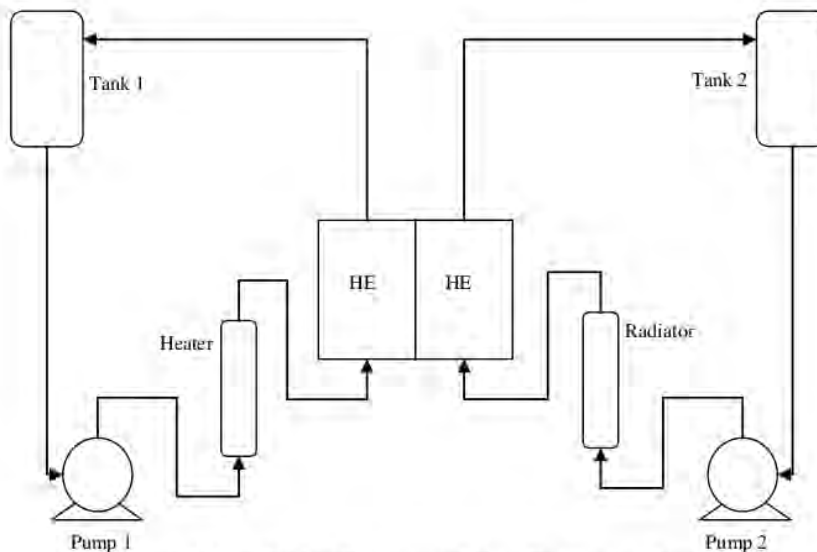 Tank 1
Tank 2
HE
HE
Heater
Radiator
Pump 1
Pump 2